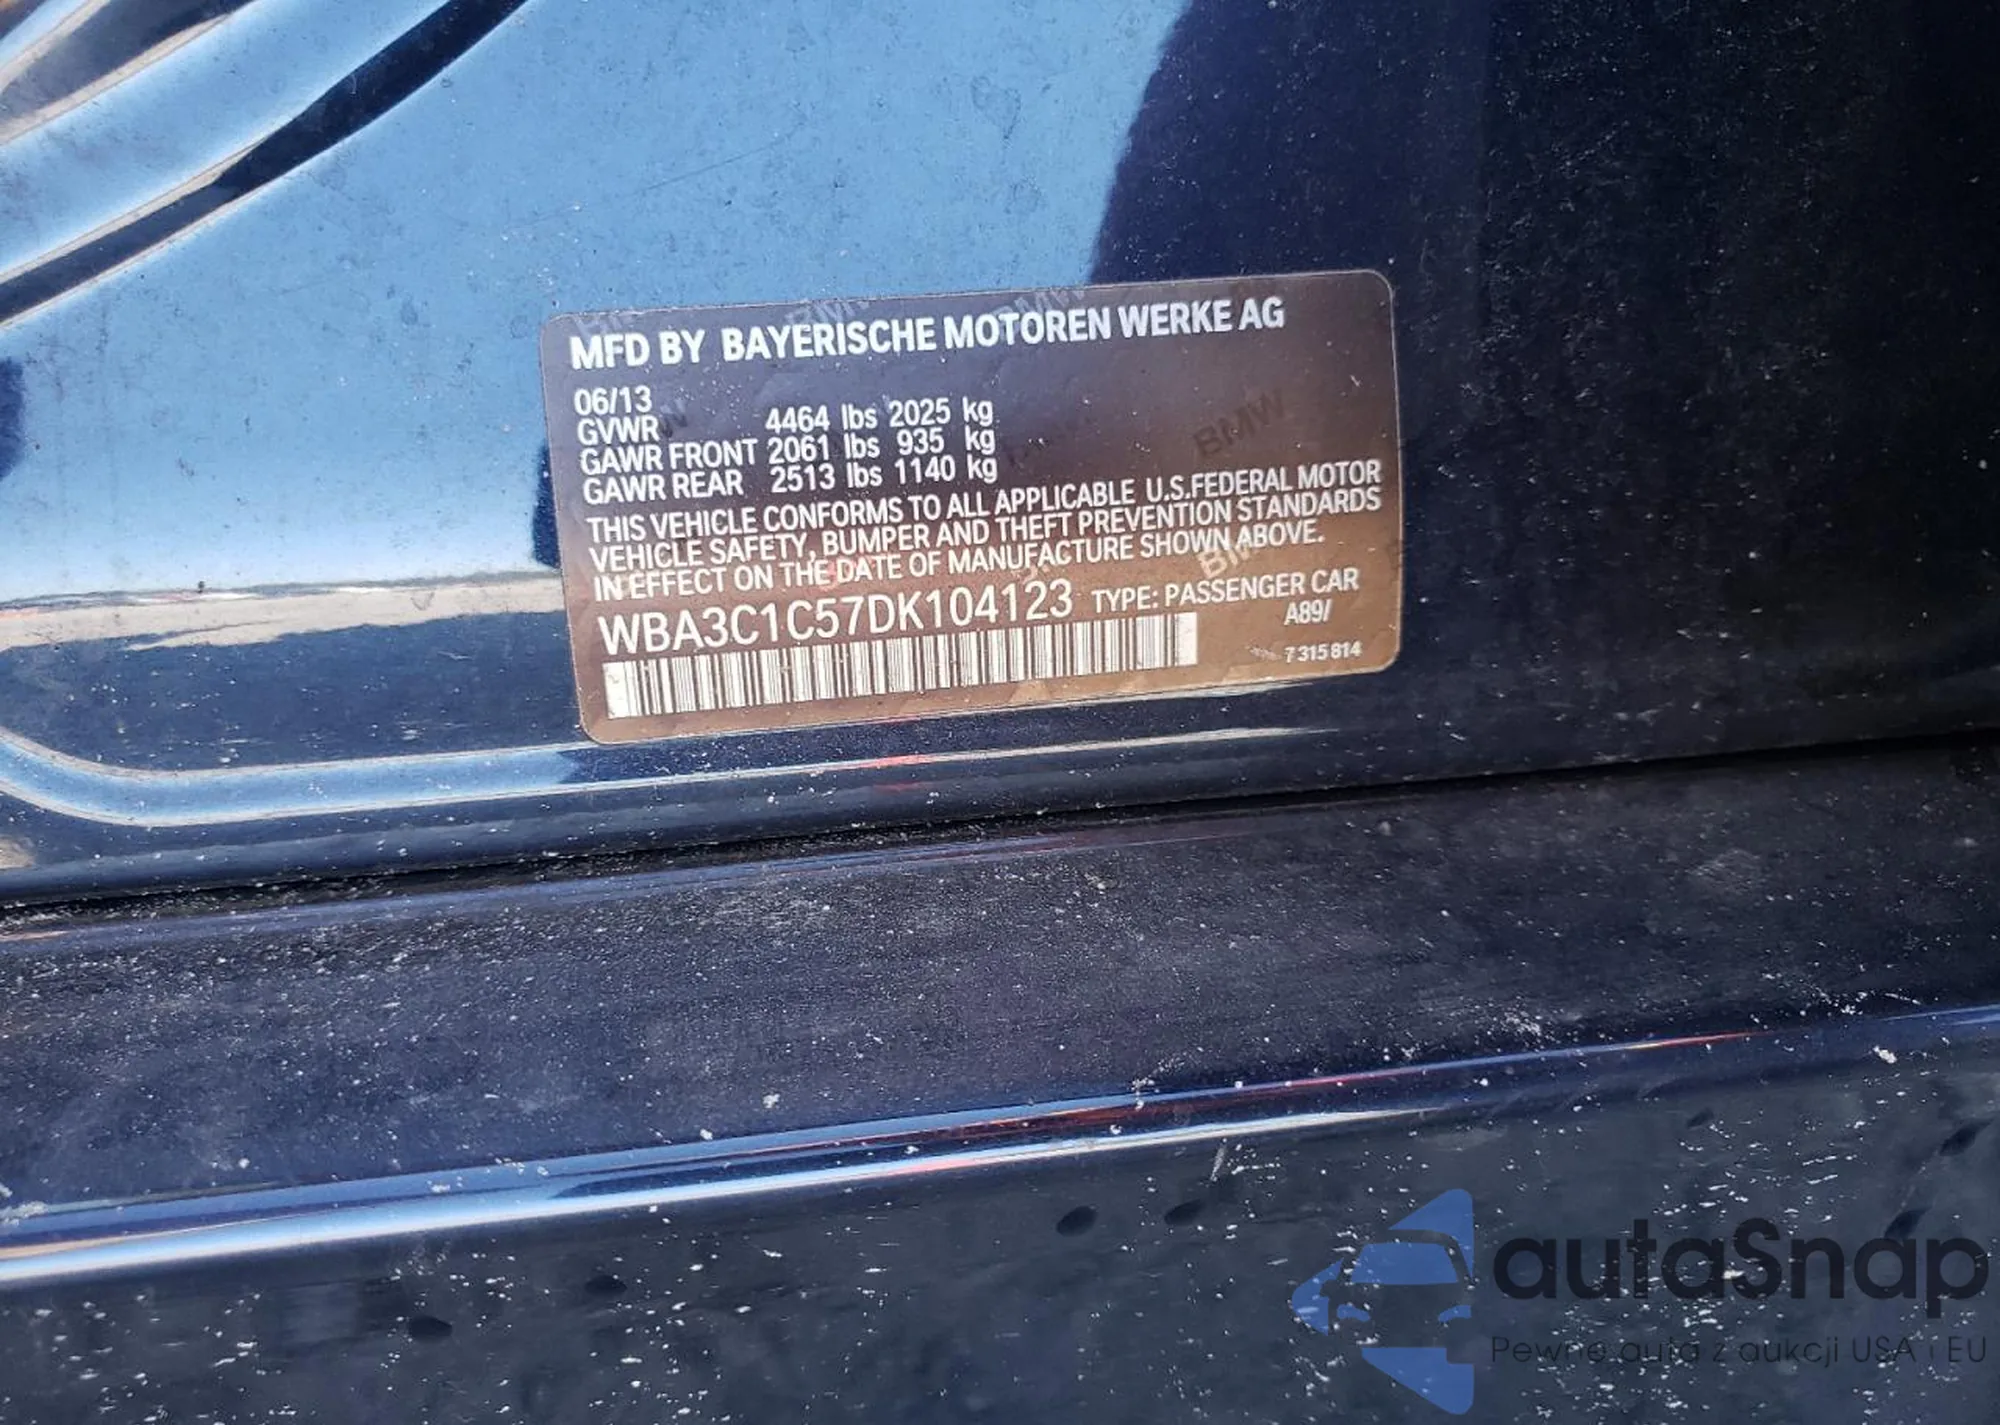 MFD BY BAYERISCHE MOTOREN WERKE AG
06/13
GVWR 4464 lbs 2025 kg
GAWR FRONT 2061 lbs 935 kg
GAWR REAR 2513 lbs 1140 kg
THIS VEHICLE CONFORMS TO ALL APPLICABLE U.S.FEDERAL MOTOR
VEHICLE SAFETY, BUMPER AND THEFT PREVENTION STANDARDS
IN EFFECT ON THE DATE OF MANUFACTURE SHOWN ABOVE.
WBA3C1C57DK104123 TYPE: PASSENGER CAR
A89/
7 315 814
BMW
autaSnap
Pewne auta z aukcji USA i EU